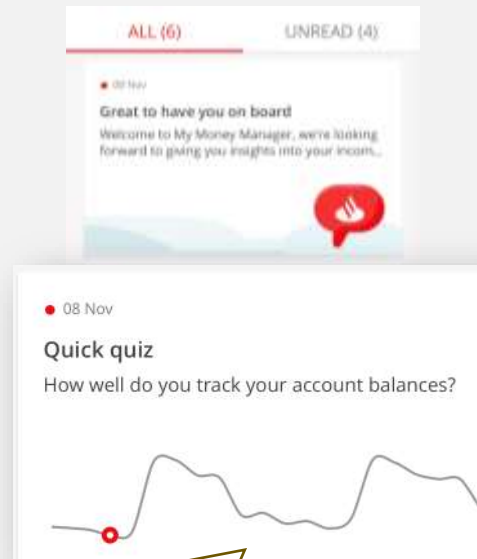 ALL (6)
UNREAD (4)
08 Nov
Great to have you on board
Welcome to My Money Manager, we're looking
forward to giving you insights into your incom...
08 Nov
Quick quiz
How well do you track your account balances?